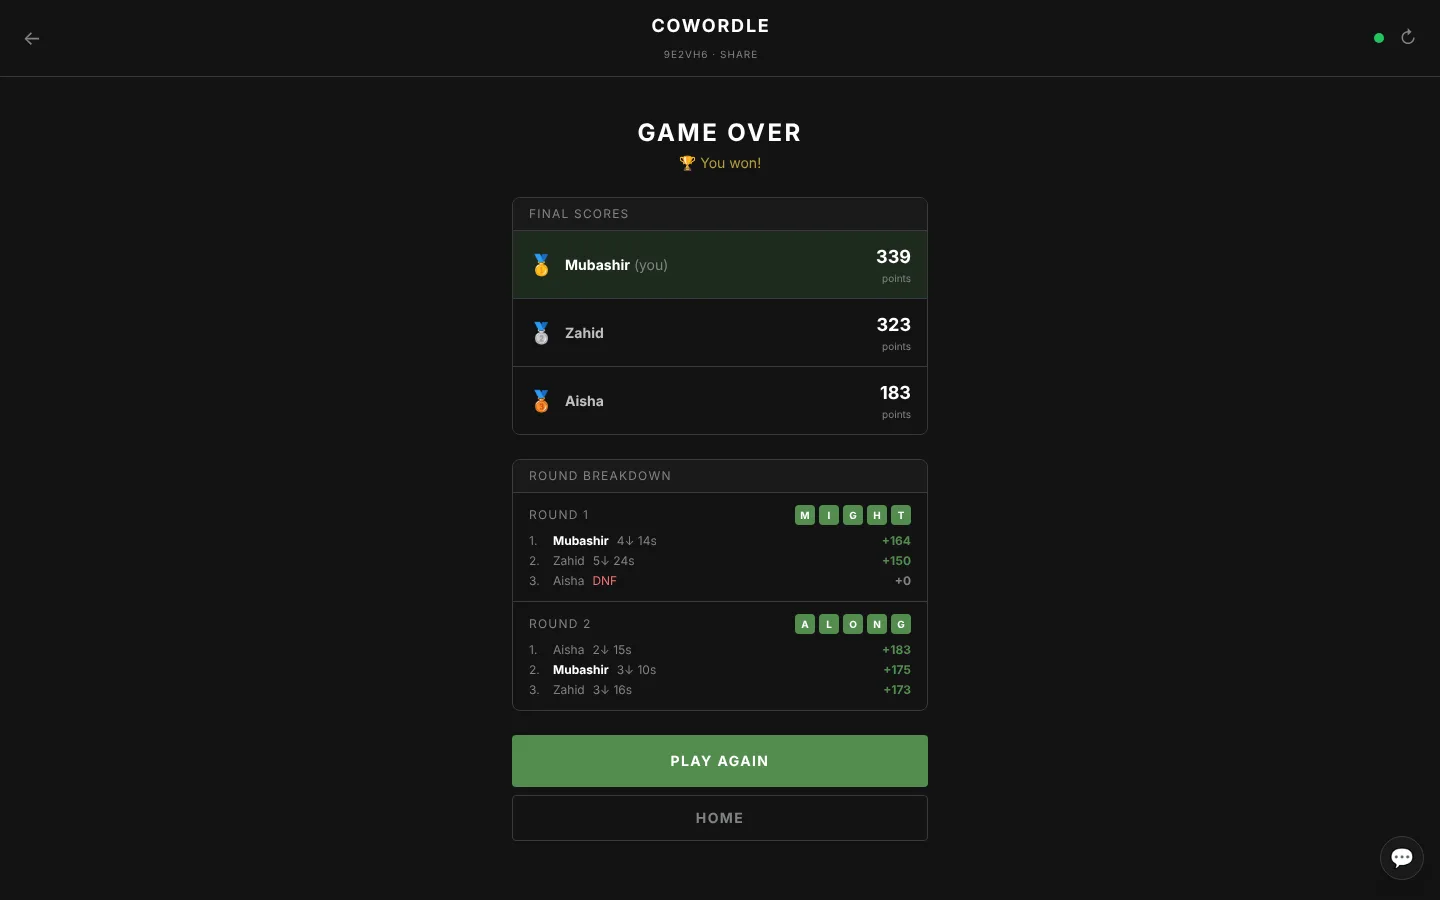 ←
COWORDLE
9E2VH6 · SHARE
GAME OVER
🏆 You won!
FINAL SCORES
🥇 Mubashir (you) 339
points
🥈 Zahid 323
points
🥉 Aisha 183
points
ROUND BREAKDOWN
ROUND 1 M I G H T
1. Mubashir 4↓ 14s +164
2. Zahid 5↓ 24s +150
3. Aisha DNF +0
ROUND 2 A L O N G
1. Aisha 2↓ 15s +183
2. Mubashir 3↓ 10s +175
3. Zahid 3↓ 16s +173
PLAY AGAIN
HOME